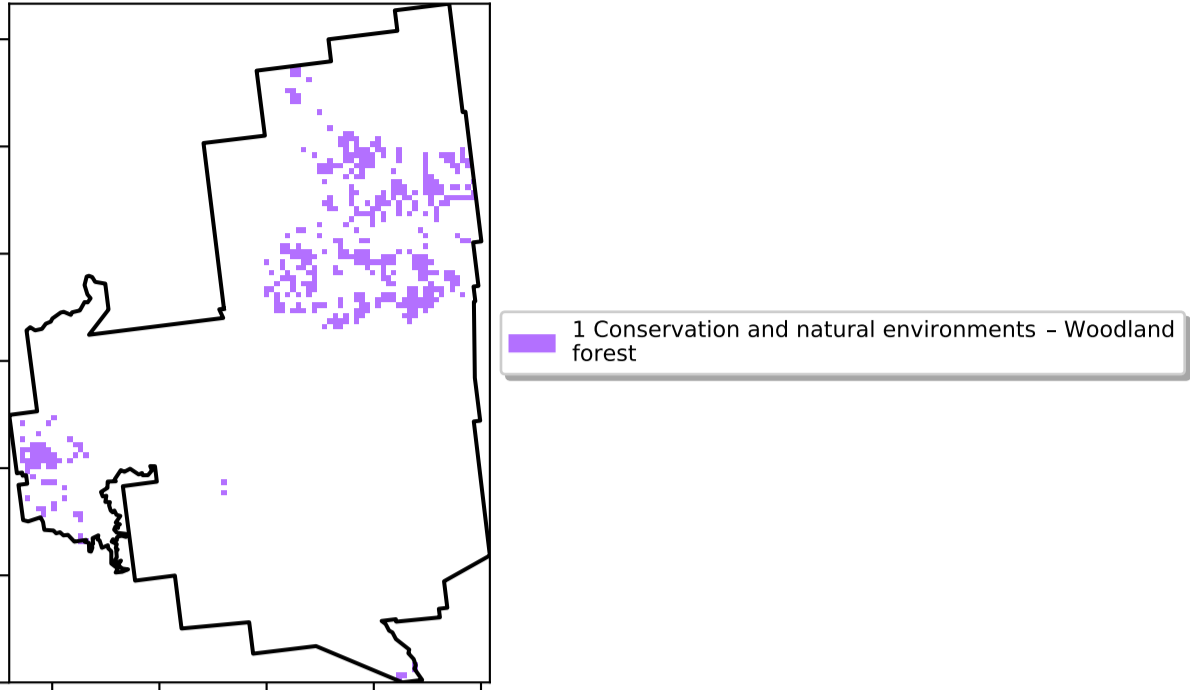 1 Conservation and natural environments – Woodland
forest